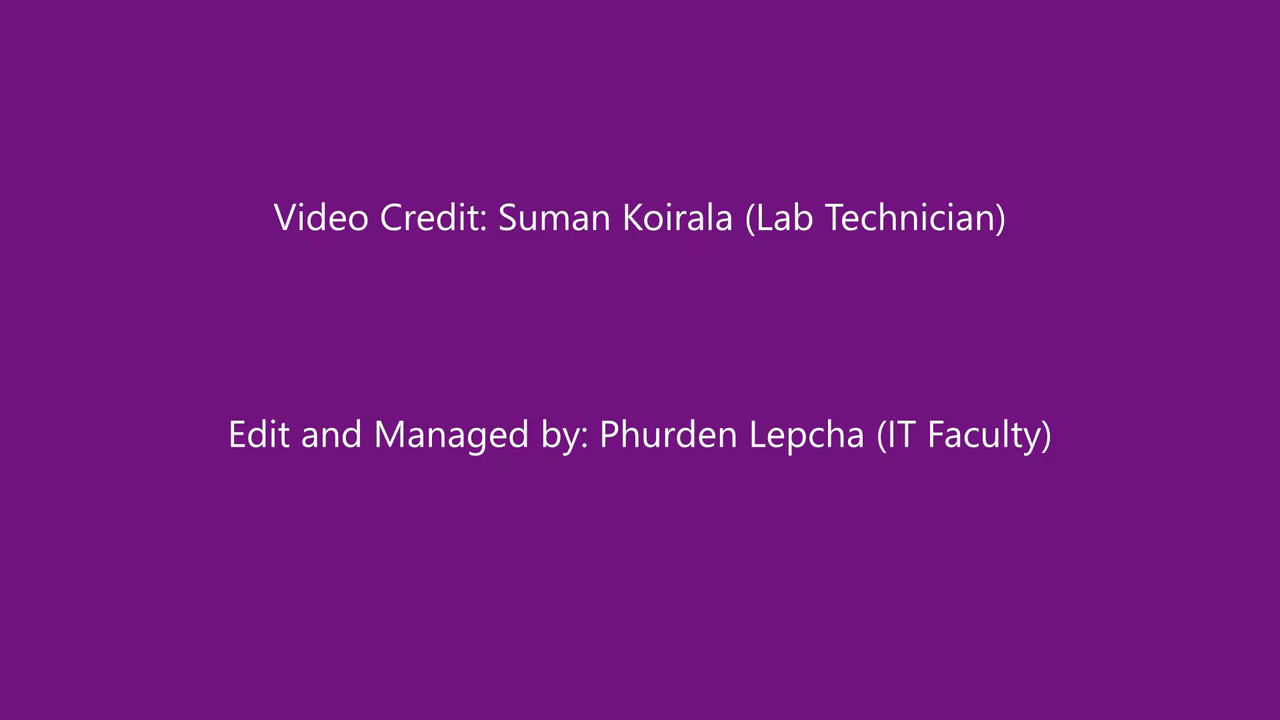 Video Credit: Suman Koirala (Lab Technician)
Edit and Managed by: Phurden Lepcha (IT Faculty)